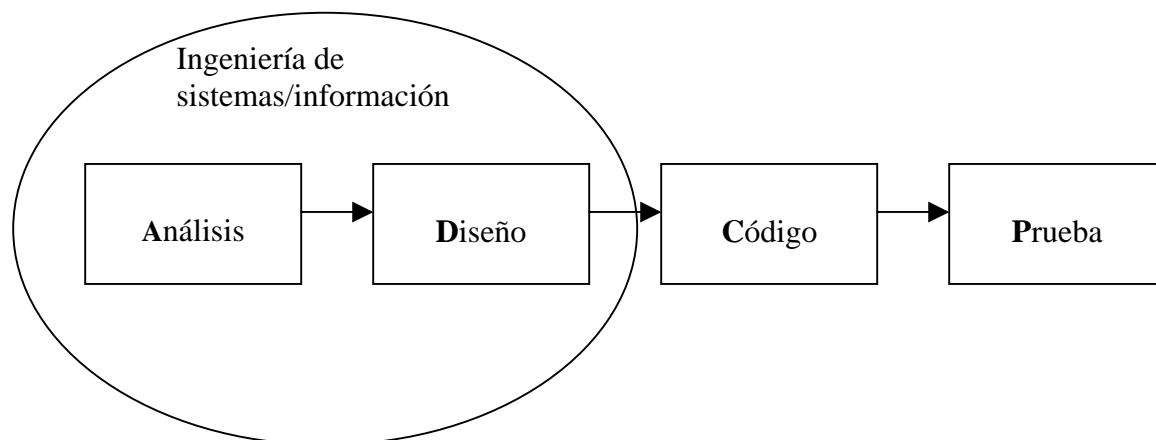 Ingeniería de
sistemas/información
Análisis
Diseño
Código
Prueba